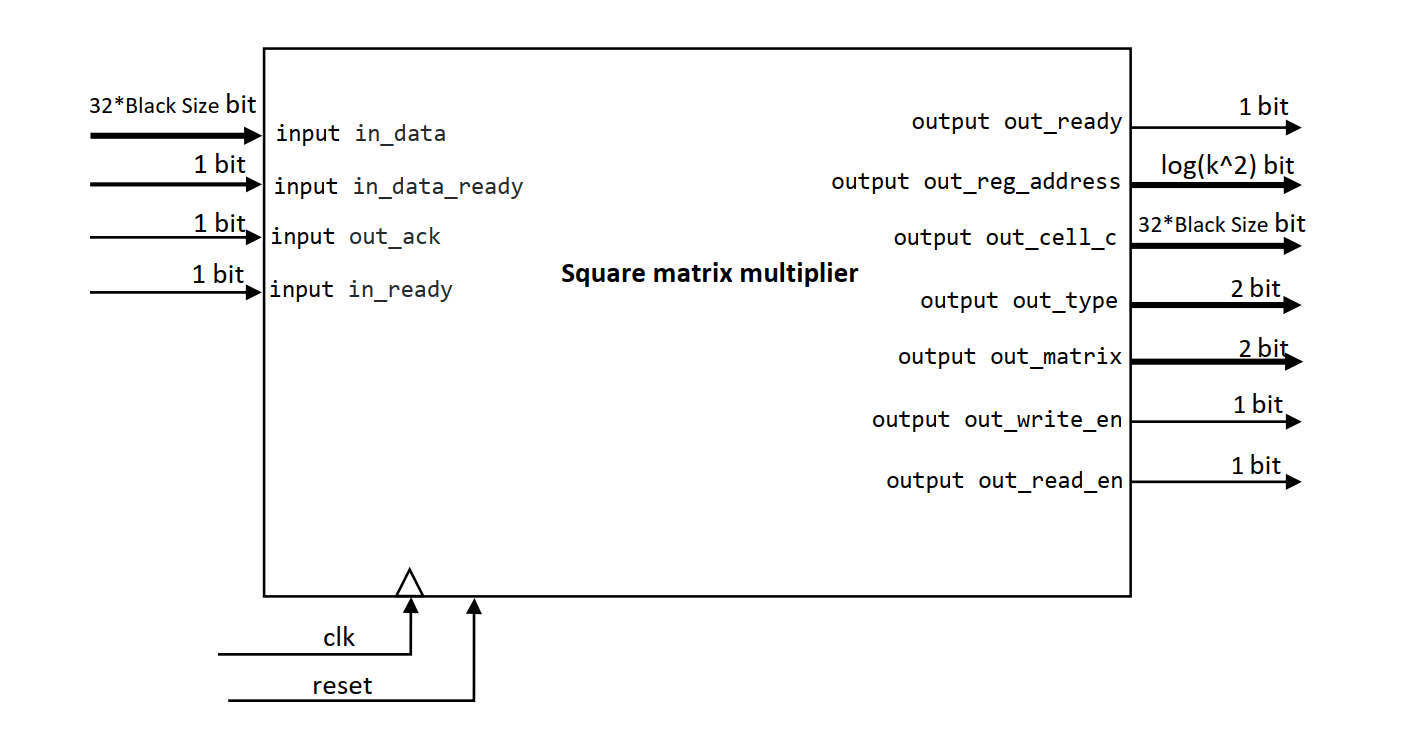 32*Black Size bit
input in_data
1 bit
input in_data_ready
1 bit
input out_ack
1 bit
input in_ready
Square matrix multiplier
1 bit
output out_ready
log(k^2) bit
output out_reg_address
32*Black Size bit
output out_cell_c
2 bit
output out_type
2 bit
output out_matrix
1 bit
output out_write_en
1 bit
output out_read_en
clk
reset